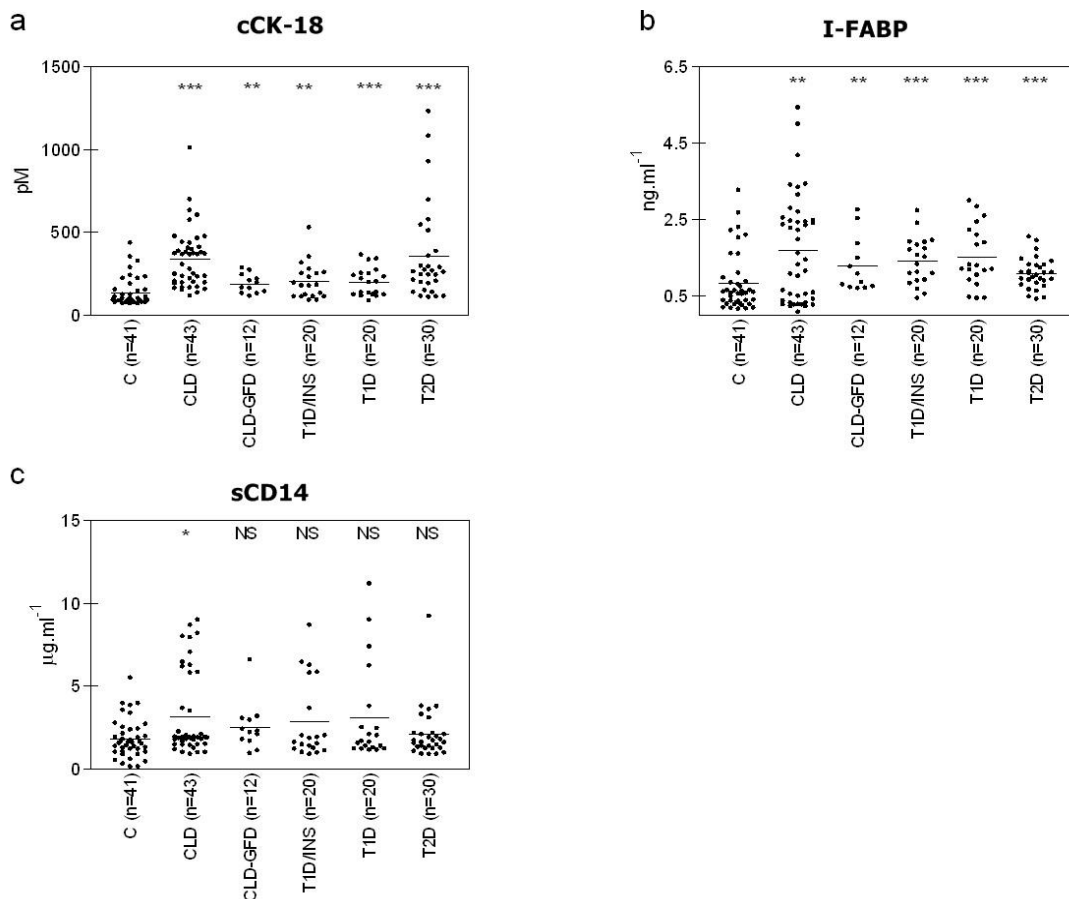 a
cCK-18
1500
1000
500
0
pM
*** ** ** *** ***
C (n=41)
CLD (n=43)
CLD-GFD (n=12)
T1D/INS (n=20)
T1D (n=20)
T2D (n=30)
b
I-FABP
6.5
4.5
2.5
0.5
ng.ml-1
** ** *** *** ***
C (n=41)
CLD (n=43)
CLD-GFD (n=12)
T1D/INS (n=20)
T1D (n=20)
T2D (n=30)
c
sCD14
15
10
5
0
µg.ml-1
* NS NS NS NS
C (n=41)
CLD (n=43)
CLD-GFD (n=12)
T1D/INS (n=20)
T1D (n=20)
T2D (n=30)